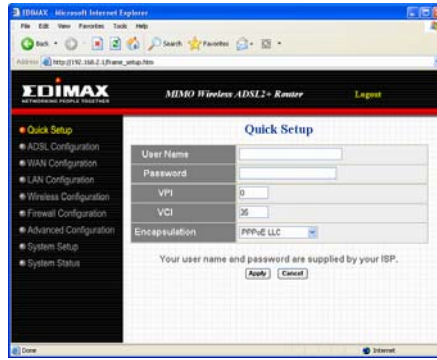 EDIMAX - Microsoft Internet Explorer
File Edit View Favorites Tools Help
Back Search Favorites
Address http://192.168.2.1/frame_setup.htm
EDIMAX
NETWORKING PEOPLE TOGETHER
MIMO Wireless ADSL2+ Router
Logout
Quick Setup
ADSL Configuration
WAN Configuration
LAN Configuration
Wireless Configuration
Firewall Configuration
Advanced Configuration
System Setup
System Status
Quick Setup
User Name
Password
VPI 0
VCI 35
Encapsulation PPPoE LLC
Your user name and password are supplied by your ISP.
Apply Cancel
Done Internet